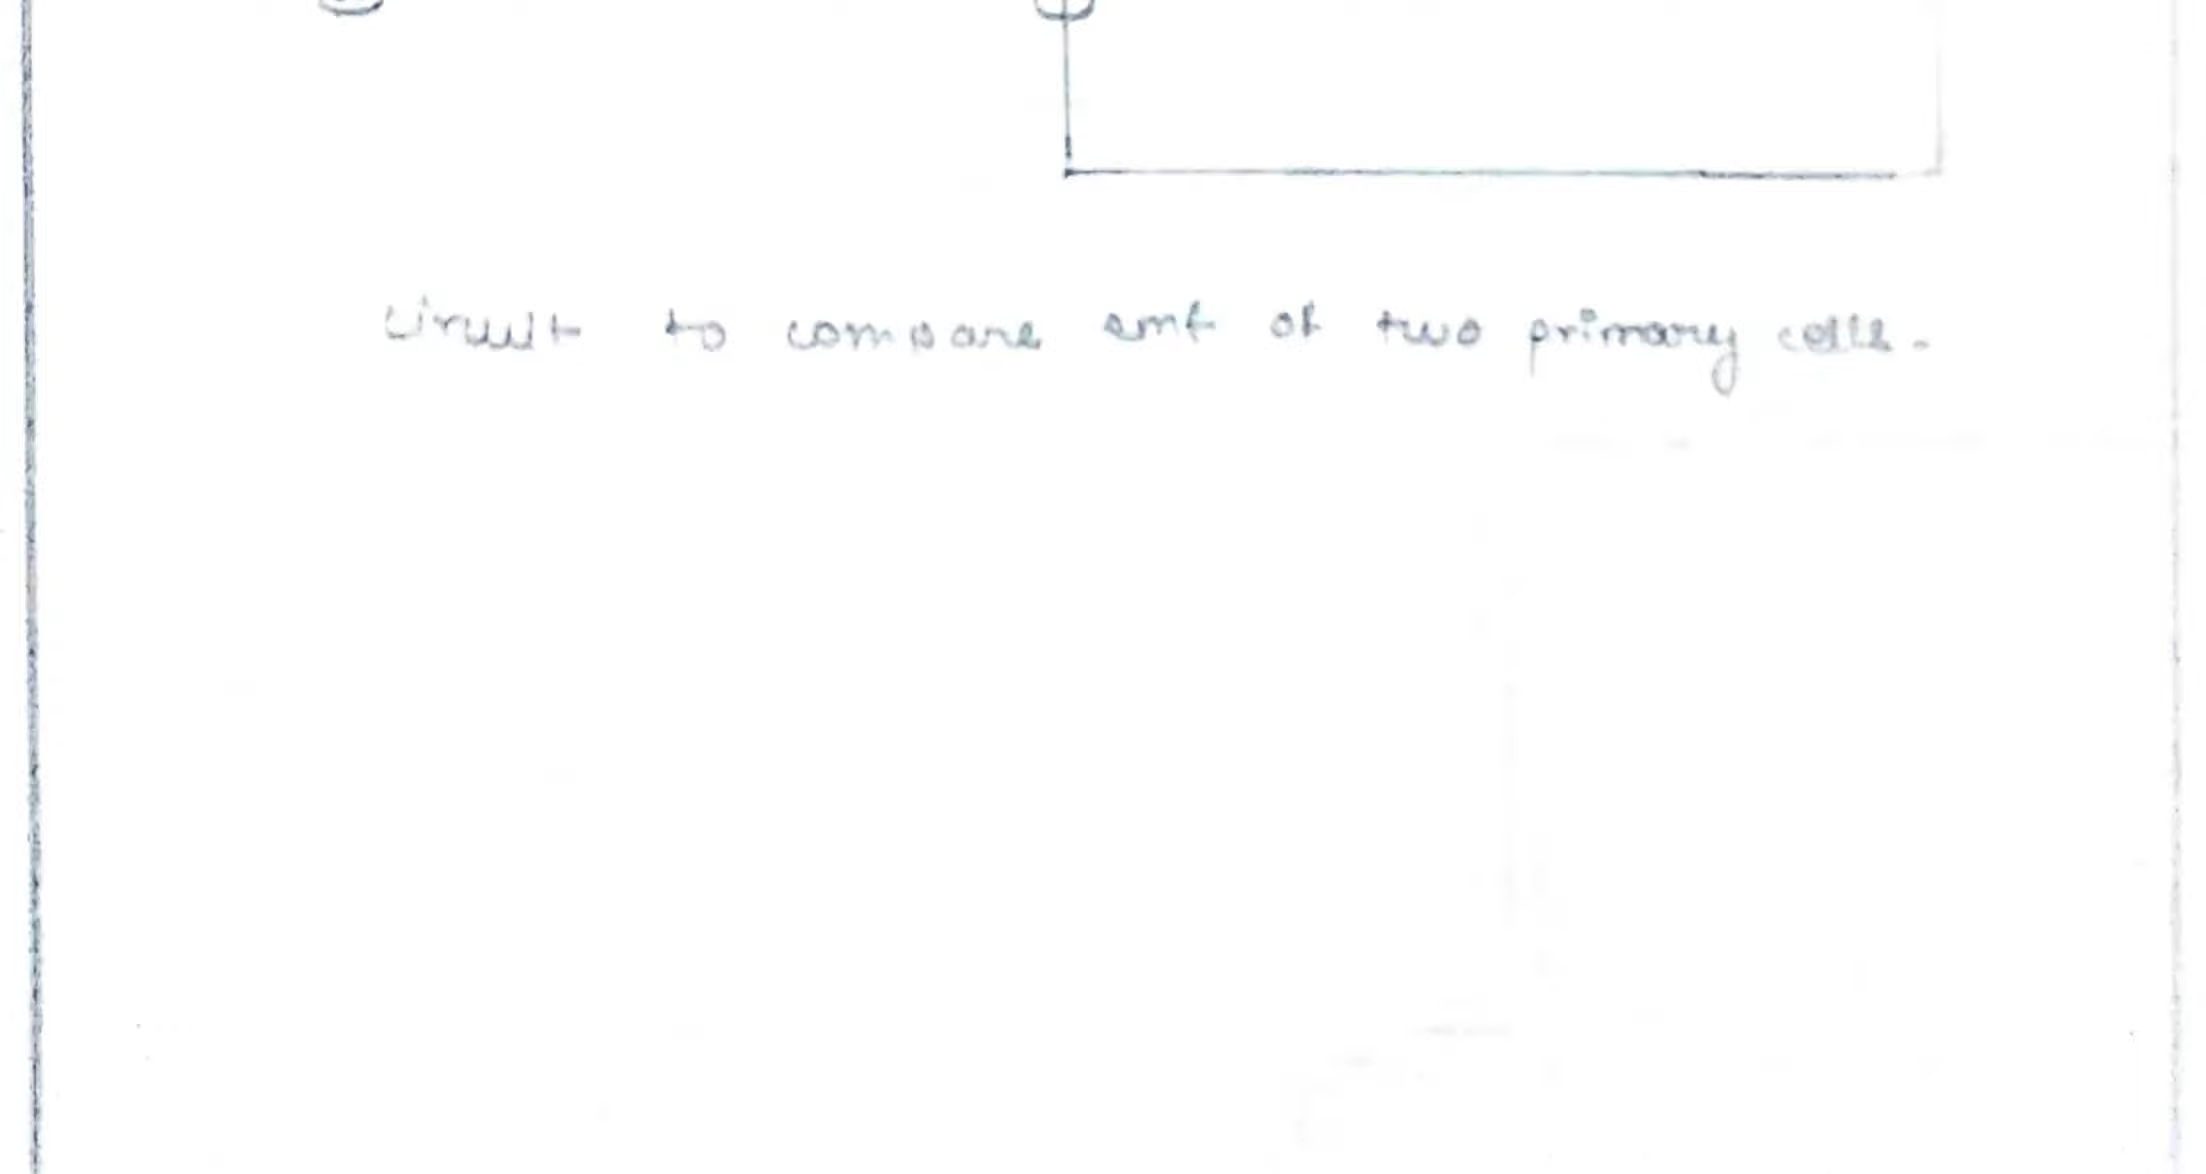 circuit to compare emf of two primary cells.